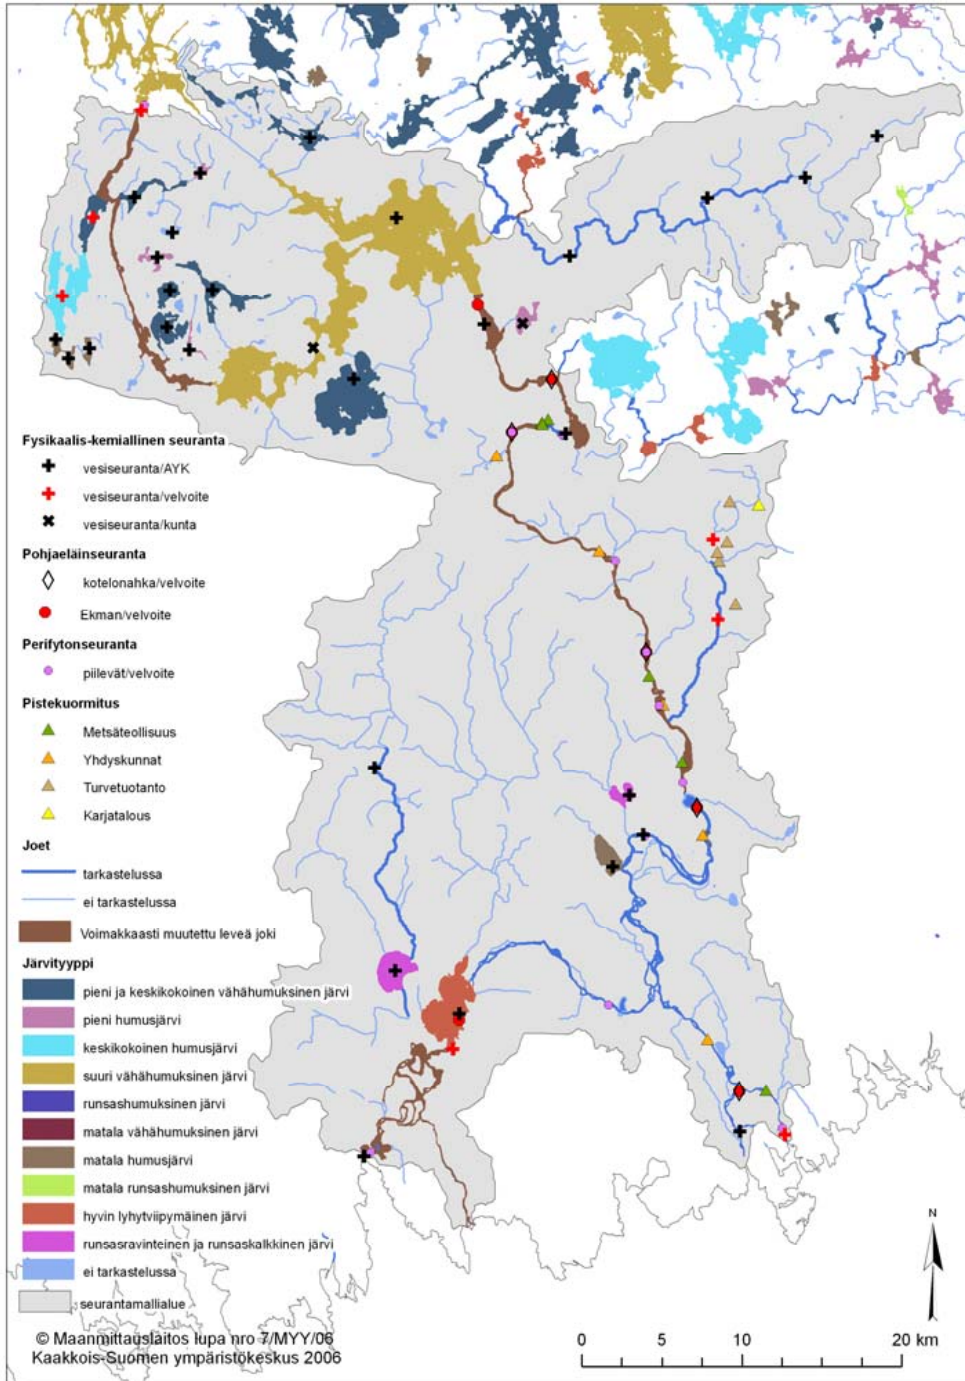 Fysikaalis-kemiallinen seuranta
vesiseuranta/AYK
vesiseuranta/velvoite
vesiseuranta/kunta
Pohjaeläinseuranta
kotelonahka/velvoite
Ekman/velvoite
Perifytonseuranta
piilevät/velvoite
Pistekuormitus
Metsäteollisuus
Yhdyskunnat
Turvetuotanto
Karjatalous
Joet
tarkastelussa
ei tarkastelussa
Voimakkaasti muutettu leveä joki
Järvityyppi
pieni ja keskikokoinen vähähumuksinen järvi
pieni humusjärvi
keskikokoinen humusjärvi
suuri vähähumuksinen järvi
runsashumuksinen järvi
matala vähähumuksinen järvi
matala humusjärvi
matala runsashumuksinen järvi
hyvin lyhytviipymäinen järvi
runsasravinteinen ja runsaskalkkinen järvi
ei tarkastelussa
seurantamallialue
© Maanmittauslaitos lupa nro 7/MYY/06
Kaakkois-Suomen ympäristökeskus 2006
N
0 5 10 20 km